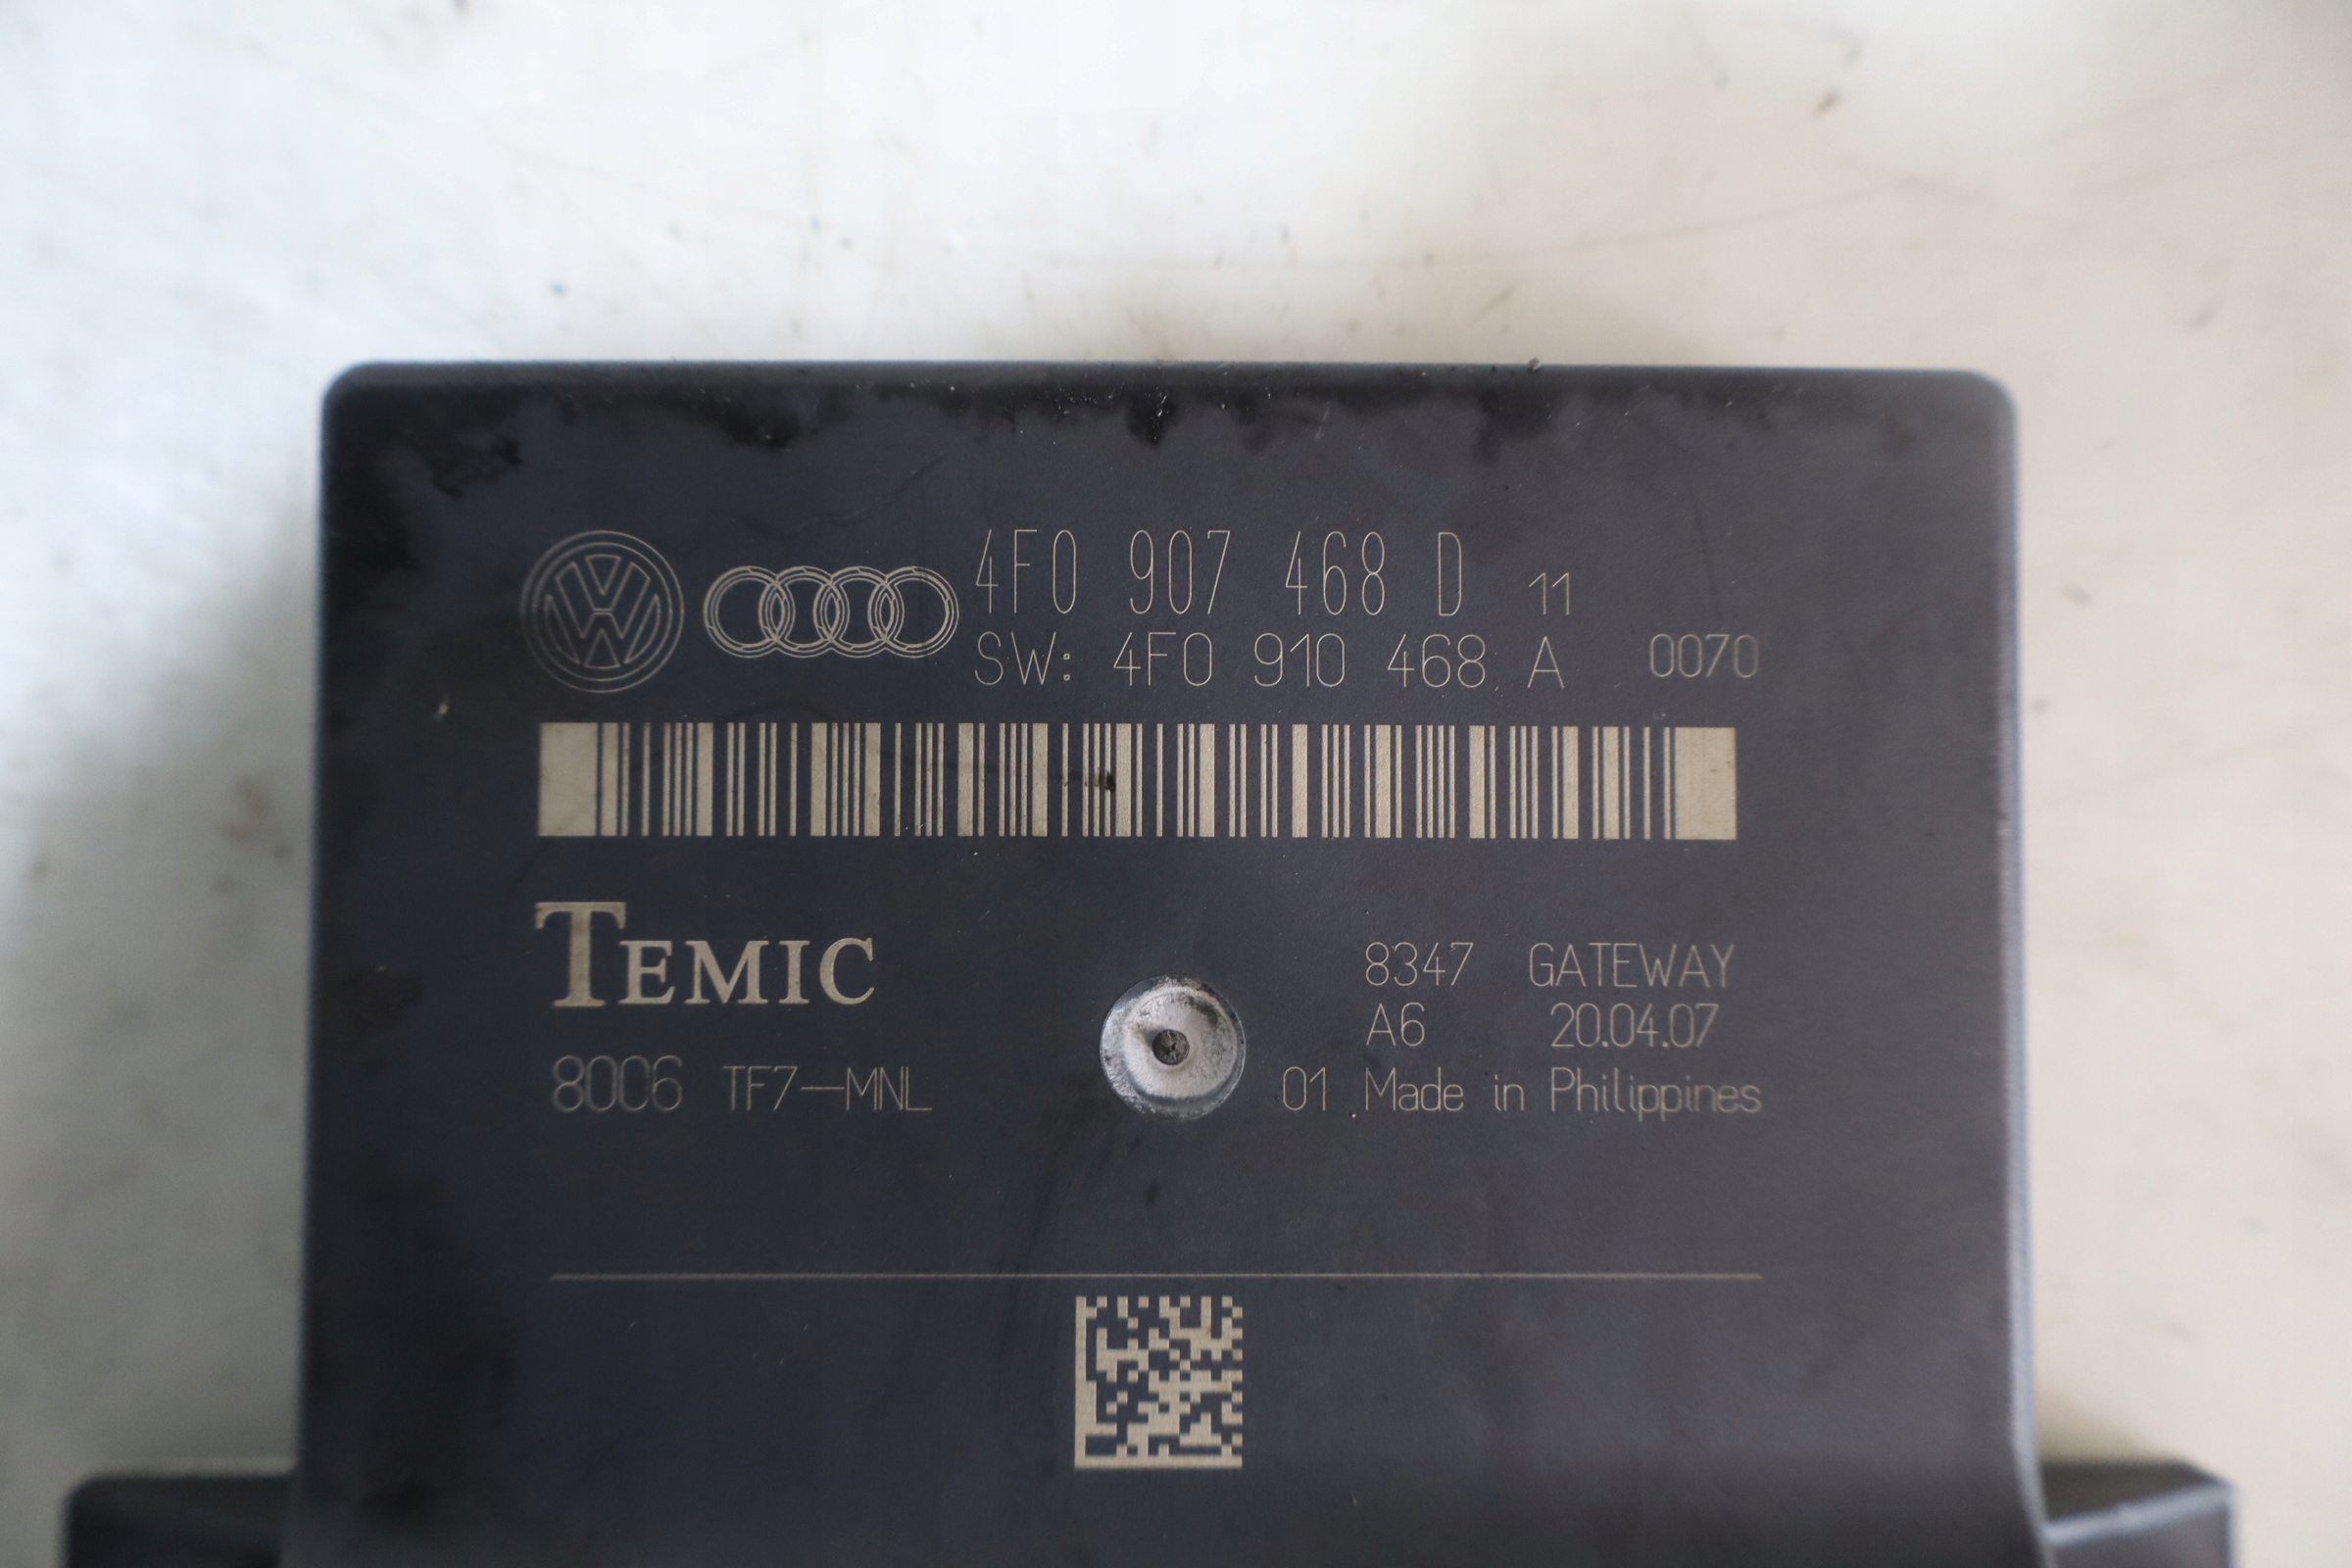 4F0 907 468 D 11
SW: 4F0 910 468 A 0070
TEMIC
8347 GATEWAY
A6 20.04.07
80C6 TF7-MNL 01 Made in Philippines